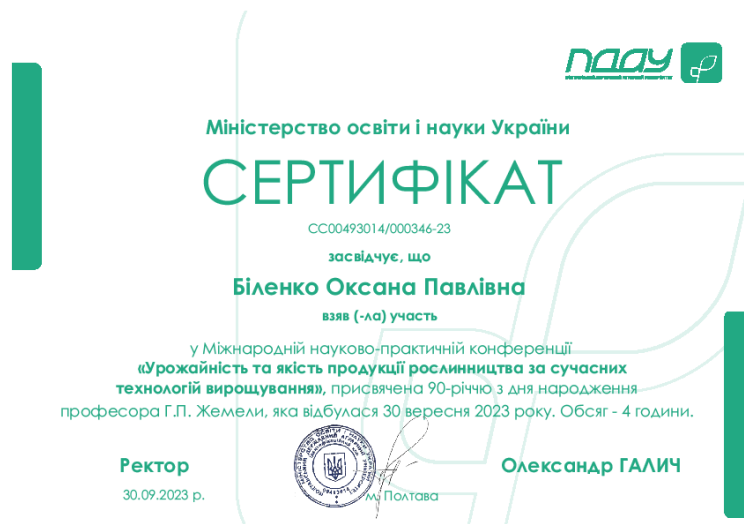 ПДАУ
Міністерство освіти і науки України
СЕРТИФІКАТ
СС00493014/000346-23
засвідчує, що
Біленко Оксана Павлівна
взяв (-ла) участь
у Міжнародній науково-практичній конференції
«Урожайність та якість продукції рослинництва за сучасних
технологій вирощування», присвячена 90-річчю з дня народження
професора Г.П. Жемели, яка відбулася 30 вересня 2023 року. Обсяг - 4 години.
Ректор
Олександр ГАЛИЧ
30.09.2023 р.
м. Полтава